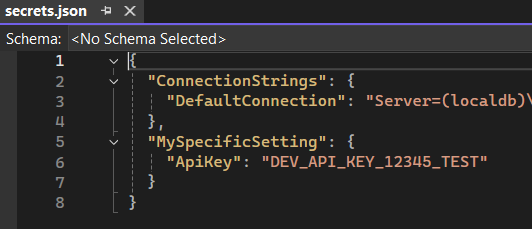 secrets.json
Schema: <No Schema Selected>
1 {
2 "ConnectionStrings": {
3 "DefaultConnection": "Server=(localdb)\
4 },
5 "MySpecificSetting": {
6 "ApiKey": "DEV_API_KEY_12345_TEST"
7 }
8 }